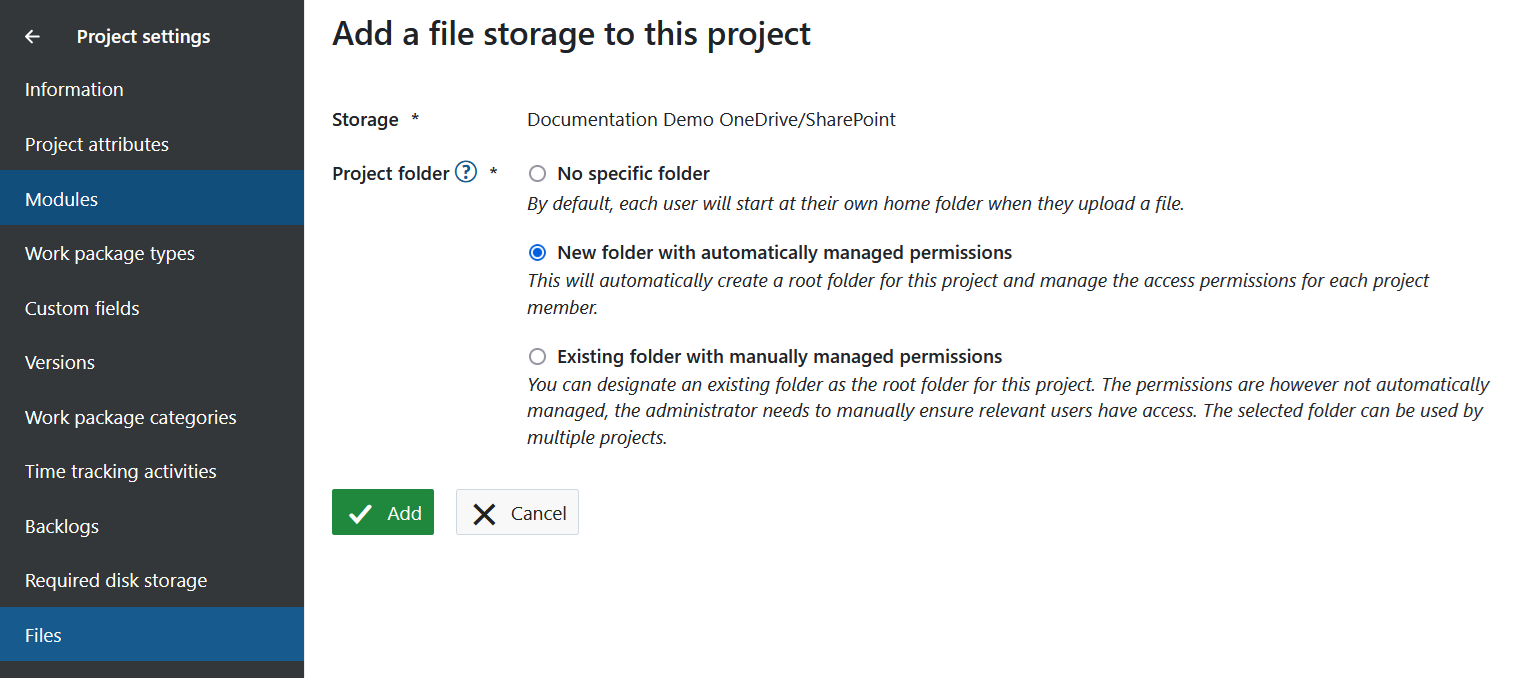 Project settings
Information
Project attributes
Modules
Work package types
Custom fields
Versions
Work package categories
Time tracking activities
Backlogs
Required disk storage
Files
Add a file storage to this project
Storage *
Documentation Demo OneDrive/SharePoint
Project folder ? *
No specific folder
By default, each user will start at their own home folder when they upload a file.
New folder with automatically managed permissions
This will automatically create a root folder for this project and manage the access permissions for each project
member.
Existing folder with manually managed permissions
You can designate an existing folder as the root folder for this project. The permissions are however not automatically
managed, the administrator needs to manually ensure relevant users have access. The selected folder can be used by
multiple projects.
Add
Cancel